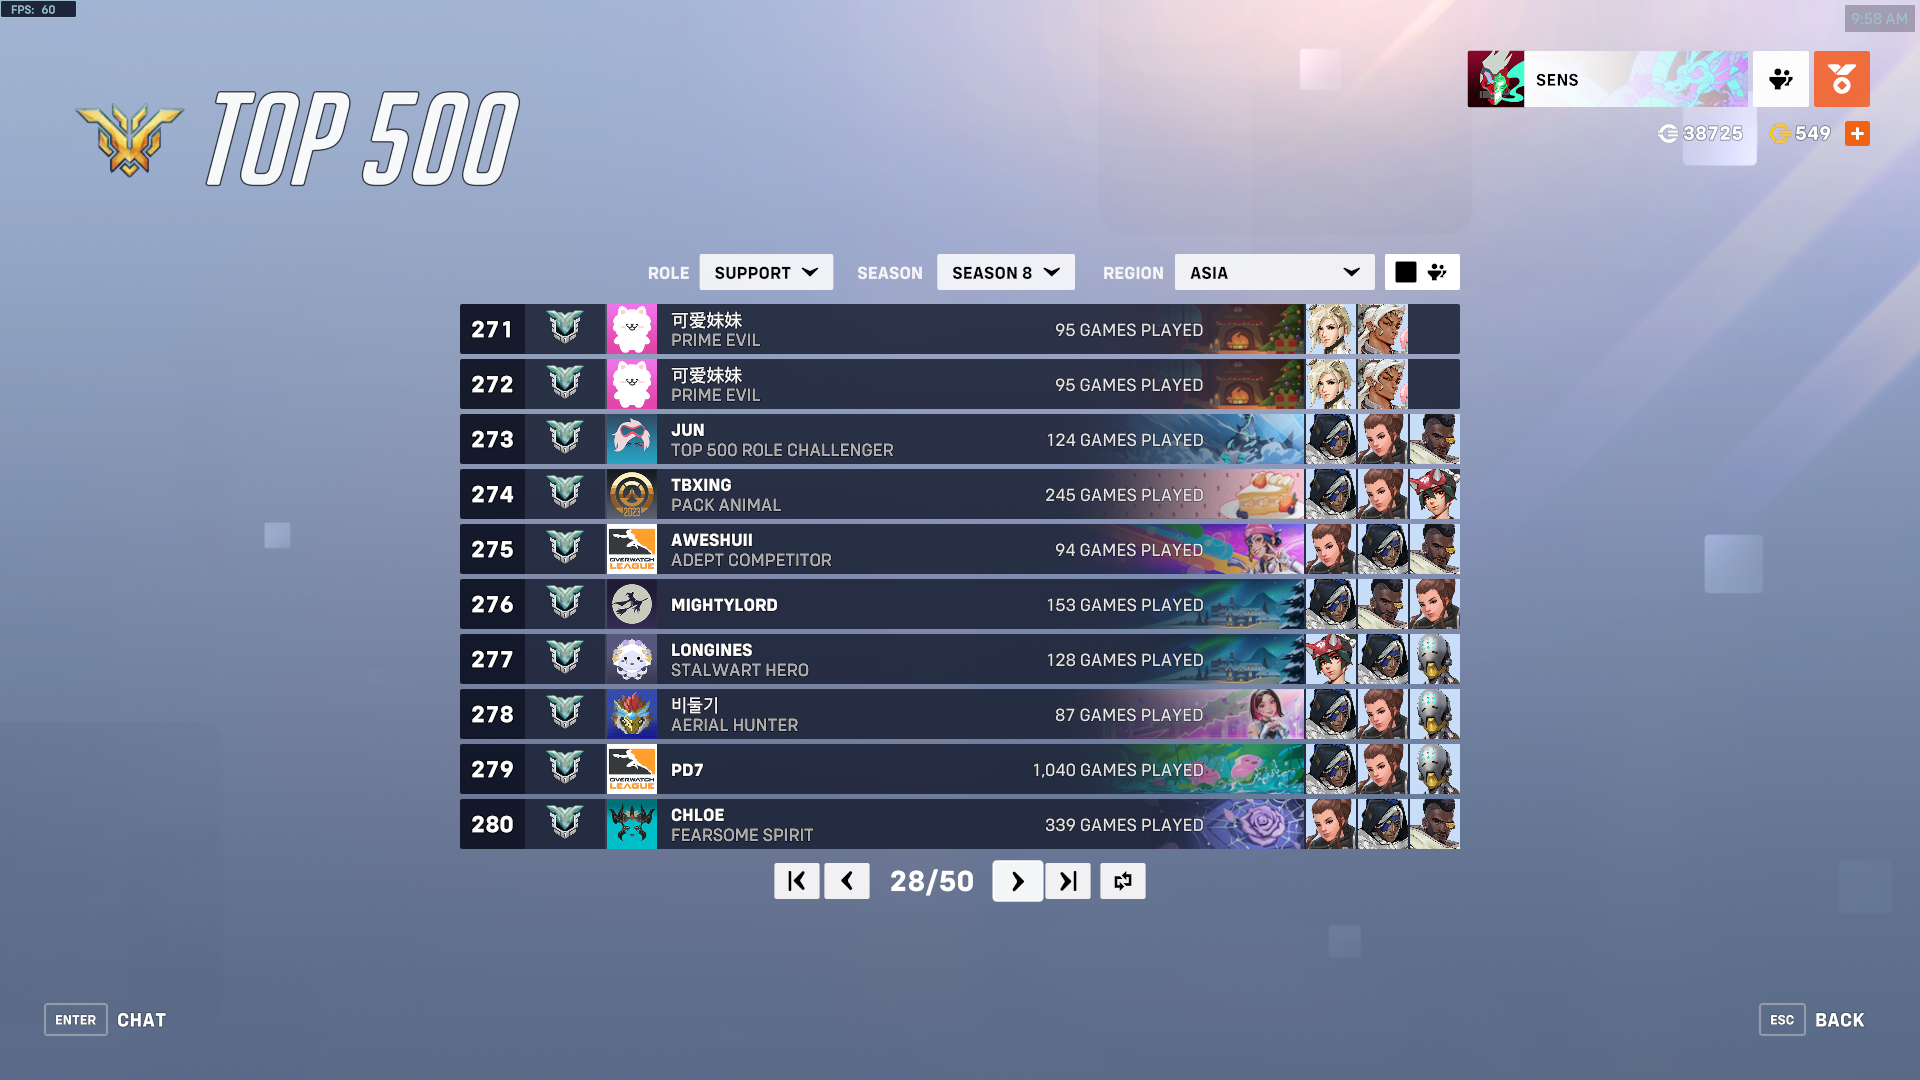 FPS: 60
9:58 AM
TOP 500
SENS
38725
549
ROLE SUPPORT SEASON SEASON 8 REGION ASIA
271 可爱妹妹 95 GAMES PLAYED
PRIME EVIL
272 可爱妹妹 95 GAMES PLAYED
PRIME EVIL
273 JUN 124 GAMES PLAYED
TOP 500 ROLE CHALLENGER
274 2023 TBXING 245 GAMES PLAYED
PACK ANIMAL
275 OVERWATCH LEAGUE AWESHUII 94 GAMES PLAYED
ADEPT COMPETITOR
276 MIGHTYLORD 153 GAMES PLAYED
277 LONGINES 128 GAMES PLAYED
STALWART HERO
278 비둘기 87 GAMES PLAYED
AERIAL HUNTER
279 OVERWATCH LEAGUE PD7 1,040 GAMES PLAYED
280 CHLOE 339 GAMES PLAYED
FEARSOME SPIRIT
28/50
ENTER CHAT
ESC BACK